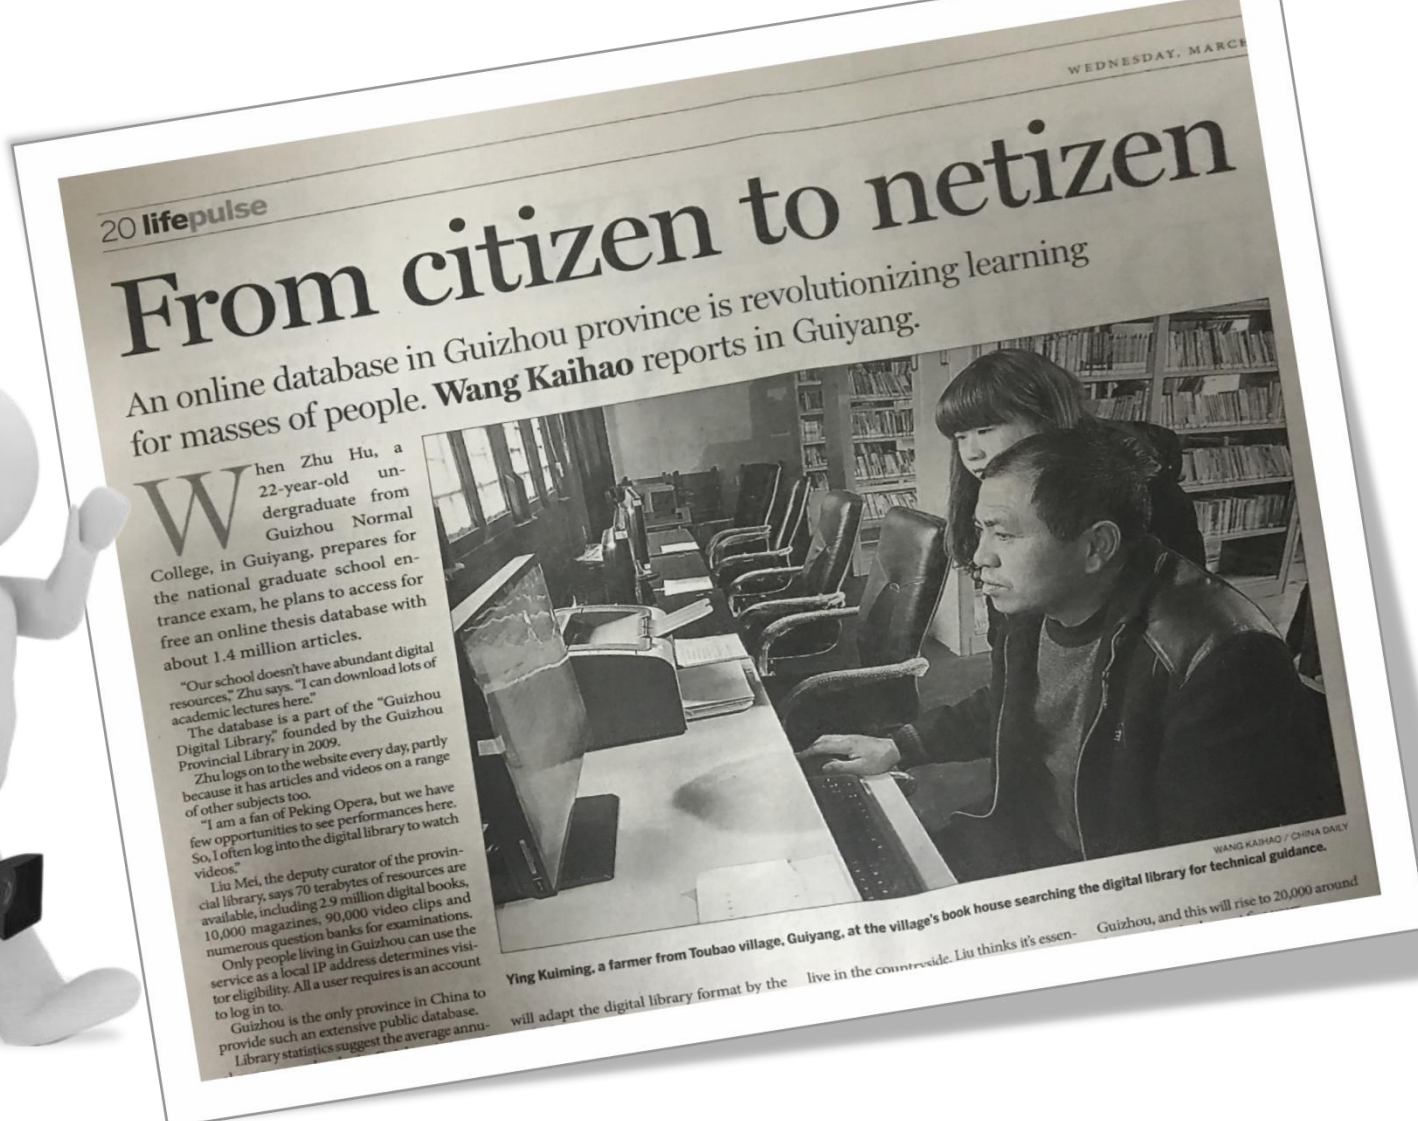 WEDNESDAY, MARCH
20 lifepulse
From citizen to netizen
An online database in Guizhou province is revolutionizing learning
for masses of people. Wang Kaihao reports in Guiyang.
When Zhu Hu, a
22-year-old un-
dergraduate from
Guizhou Normal
College, in Guiyang, prepares for
the national graduate school en-
trance exam, he plans to access for
free an online thesis database with
about 1.4 million articles.
"Our school doesn't have abundant digital
resources," Zhu says. "I can download lots of
academic lectures here."
The database is a part of the "Guizhou
Digital Library," founded by the Guizhou
Provincial Library in 2009.
Zhu logs on to the website every day, partly
because it has articles and videos on a range
of other subjects too.
"I am a fan of Peking Opera, but we have
few opportunities to see performances here.
So, I often log into the digital library to watch
videos."
Liu Mei, the deputy curator of the provin-
cial library, says 70 terabytes of resources are
available, including 2.9 million digital books,
10,000 magazines, 90,000 video clips and
numerous question banks for examinations.
Only people living in Guizhou can use the
service as a local IP address determines visi-
tor eligibility. All a user requires is an account
to log in to.
Guizhou is the only province in China to
provide such an extensive public database.
Library statistics suggest the average annu-
WANG KAIHAO / CHINA DAILY
Ying Kuiming, a farmer from Toubao village, Guiyang, at the village's book house searching the digital library for technical guidance.
will adapt the digital library format by the
live in the countryside. Liu thinks it's essen-
Guizhou, and this will rise to 20,000 around